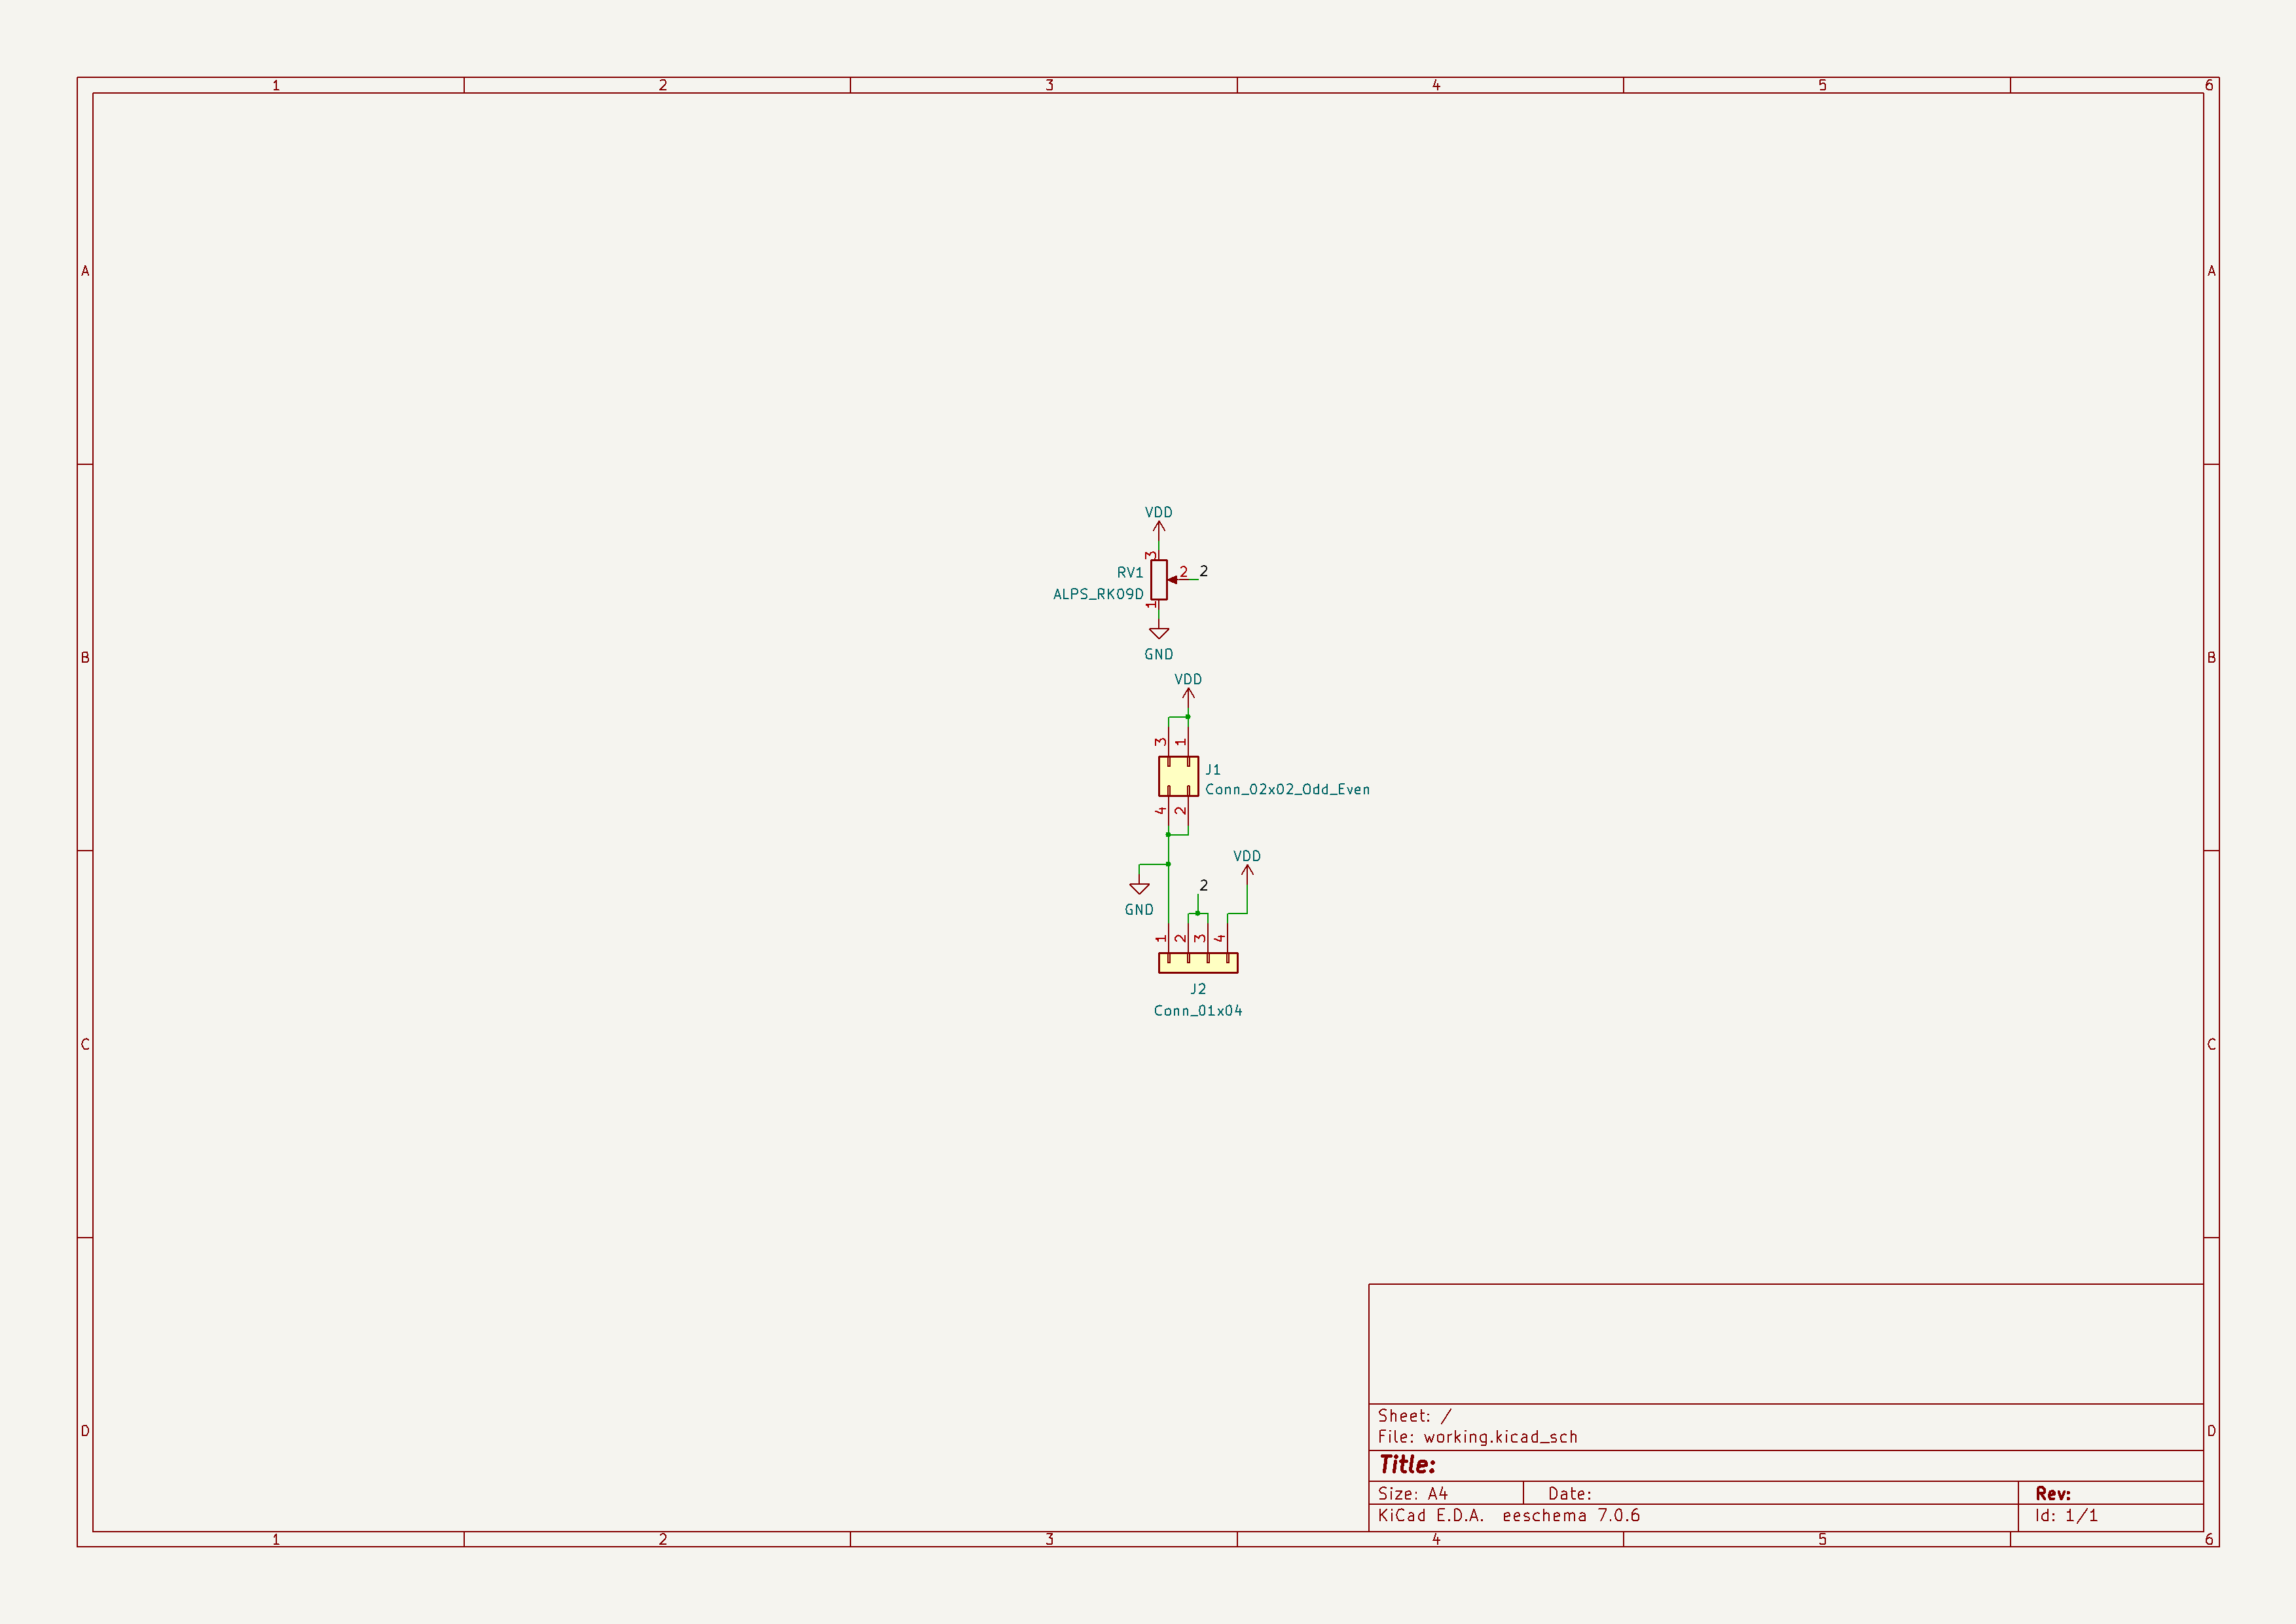 1 2 3 4 5 6
A A
VDD
3
RV1 2 2
ALPS_RK09D
1
GND
B B
VDD
3 1
J1
Conn_02x02_Odd_Even
4 2
VDD
2
GND
1 2 3 4
J2
Conn_01x04
C C
Sheet: /
File: working.kicad_sch
D D
Title:
Size: A4 Date: Rev:
KiCad E.D.A. eeschema 7.0.6 Id: 1/1
1 2 3 4 5 6